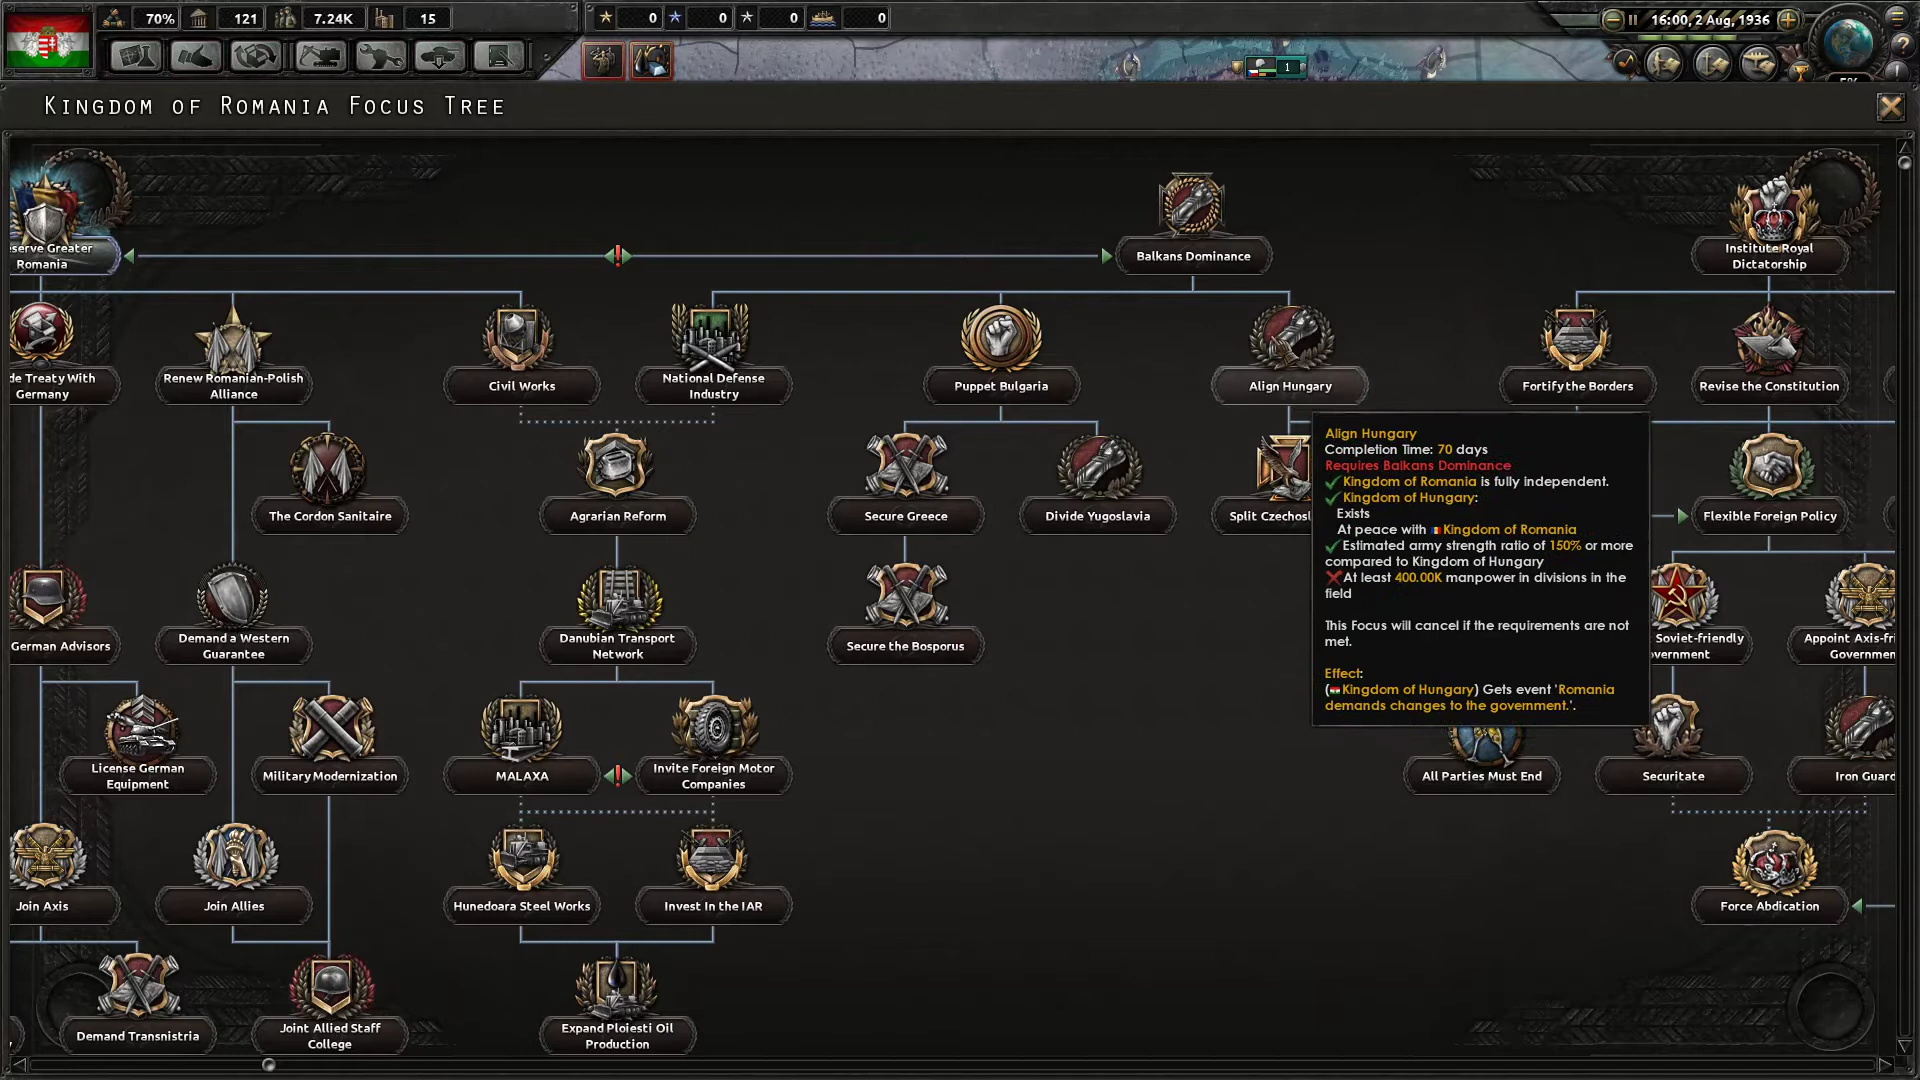 70%
121
7.24K
15
0
0
0
0
16:00, 2 Aug, 1936
1
5%
Kingdom of Romania Focus Tree
eserve Greater
Romania
Balkans Dominance
Institute Royal
Dictatorship
de Treaty With
Germany
Renew Romanian-Polish
Alliance
Civil Works
National Defense
Industry
Puppet Bulgaria
Align Hungary
Fortify the Borders
Revise the Constitution
The Cordon Sanitaire
Agrarian Reform
Secure Greece
Divide Yugoslavia
Split Czechosl
Flexible Foreign Policy
Align Hungary
Completion Time: 70 days
Requires Balkans Dominance
Kingdom of Romania is fully independent.
Kingdom of Hungary:
Exists
At peace with Kingdom of Romania
Estimated army strength ratio of 150% or more
compared to Kingdom of Hungary
At least 400.00K manpower in divisions in the
field
This Focus will cancel if the requirements are not
met.
Effect:
(Kingdom of Hungary) Gets event 'Romania
demands changes to the government.'.
German Advisors
Demand a Western
Guarantee
Danubian Transport
Network
Secure the Bosporus
Soviet-friendly
vernment
Appoint Axis-fri
Governmen
License German
Equipment
Military Modernization
MALAXA
Invite Foreign Motor
Companies
All Parties Must End
Securitate
Iron Guard
Join Axis
Join Allies
Hunedoara Steel Works
Invest In the IAR
Force Abdication
Demand Transnistria
Joint Allied Staff
College
Expand Ploiesti Oil
Production